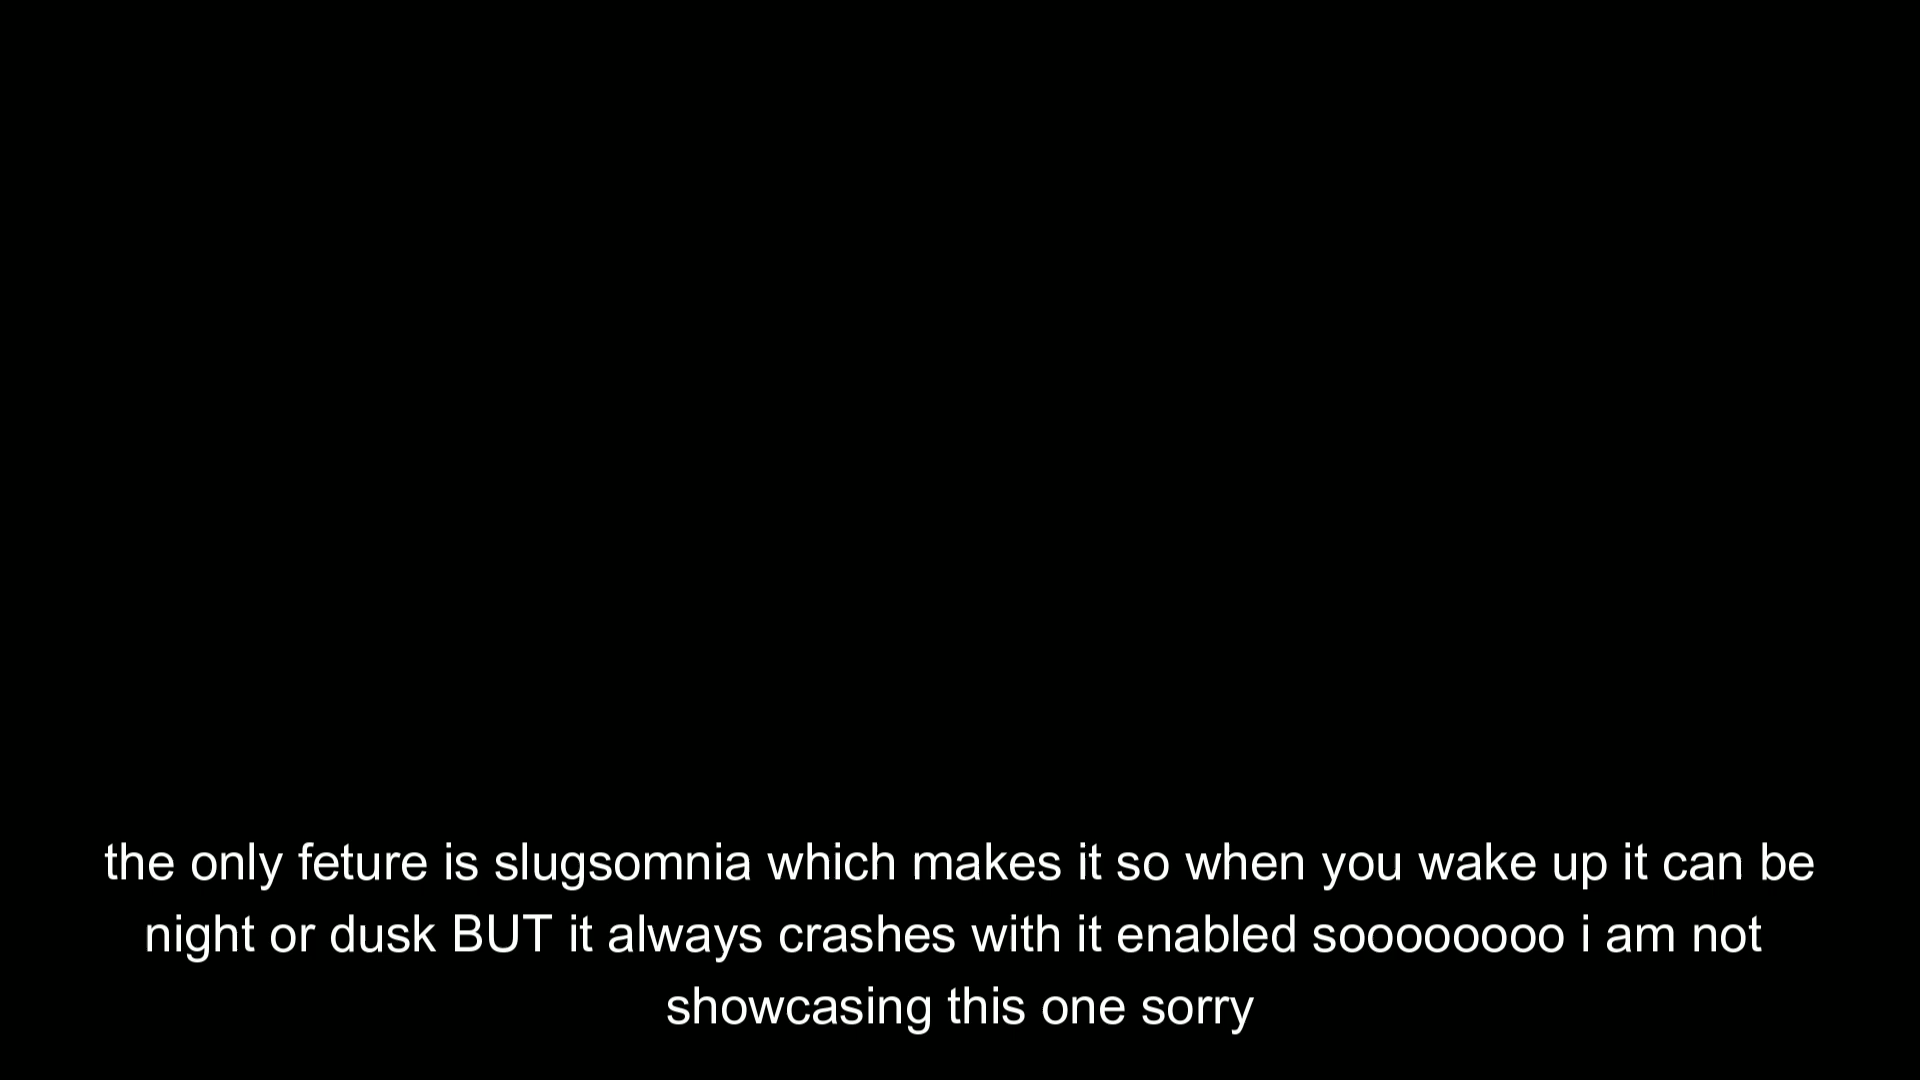 the only feture is slugsomnia which makes it so when you wake up it can be
night or dusk BUT it always crashes with it enabled soooooooo i am not
showcasing this one sorry